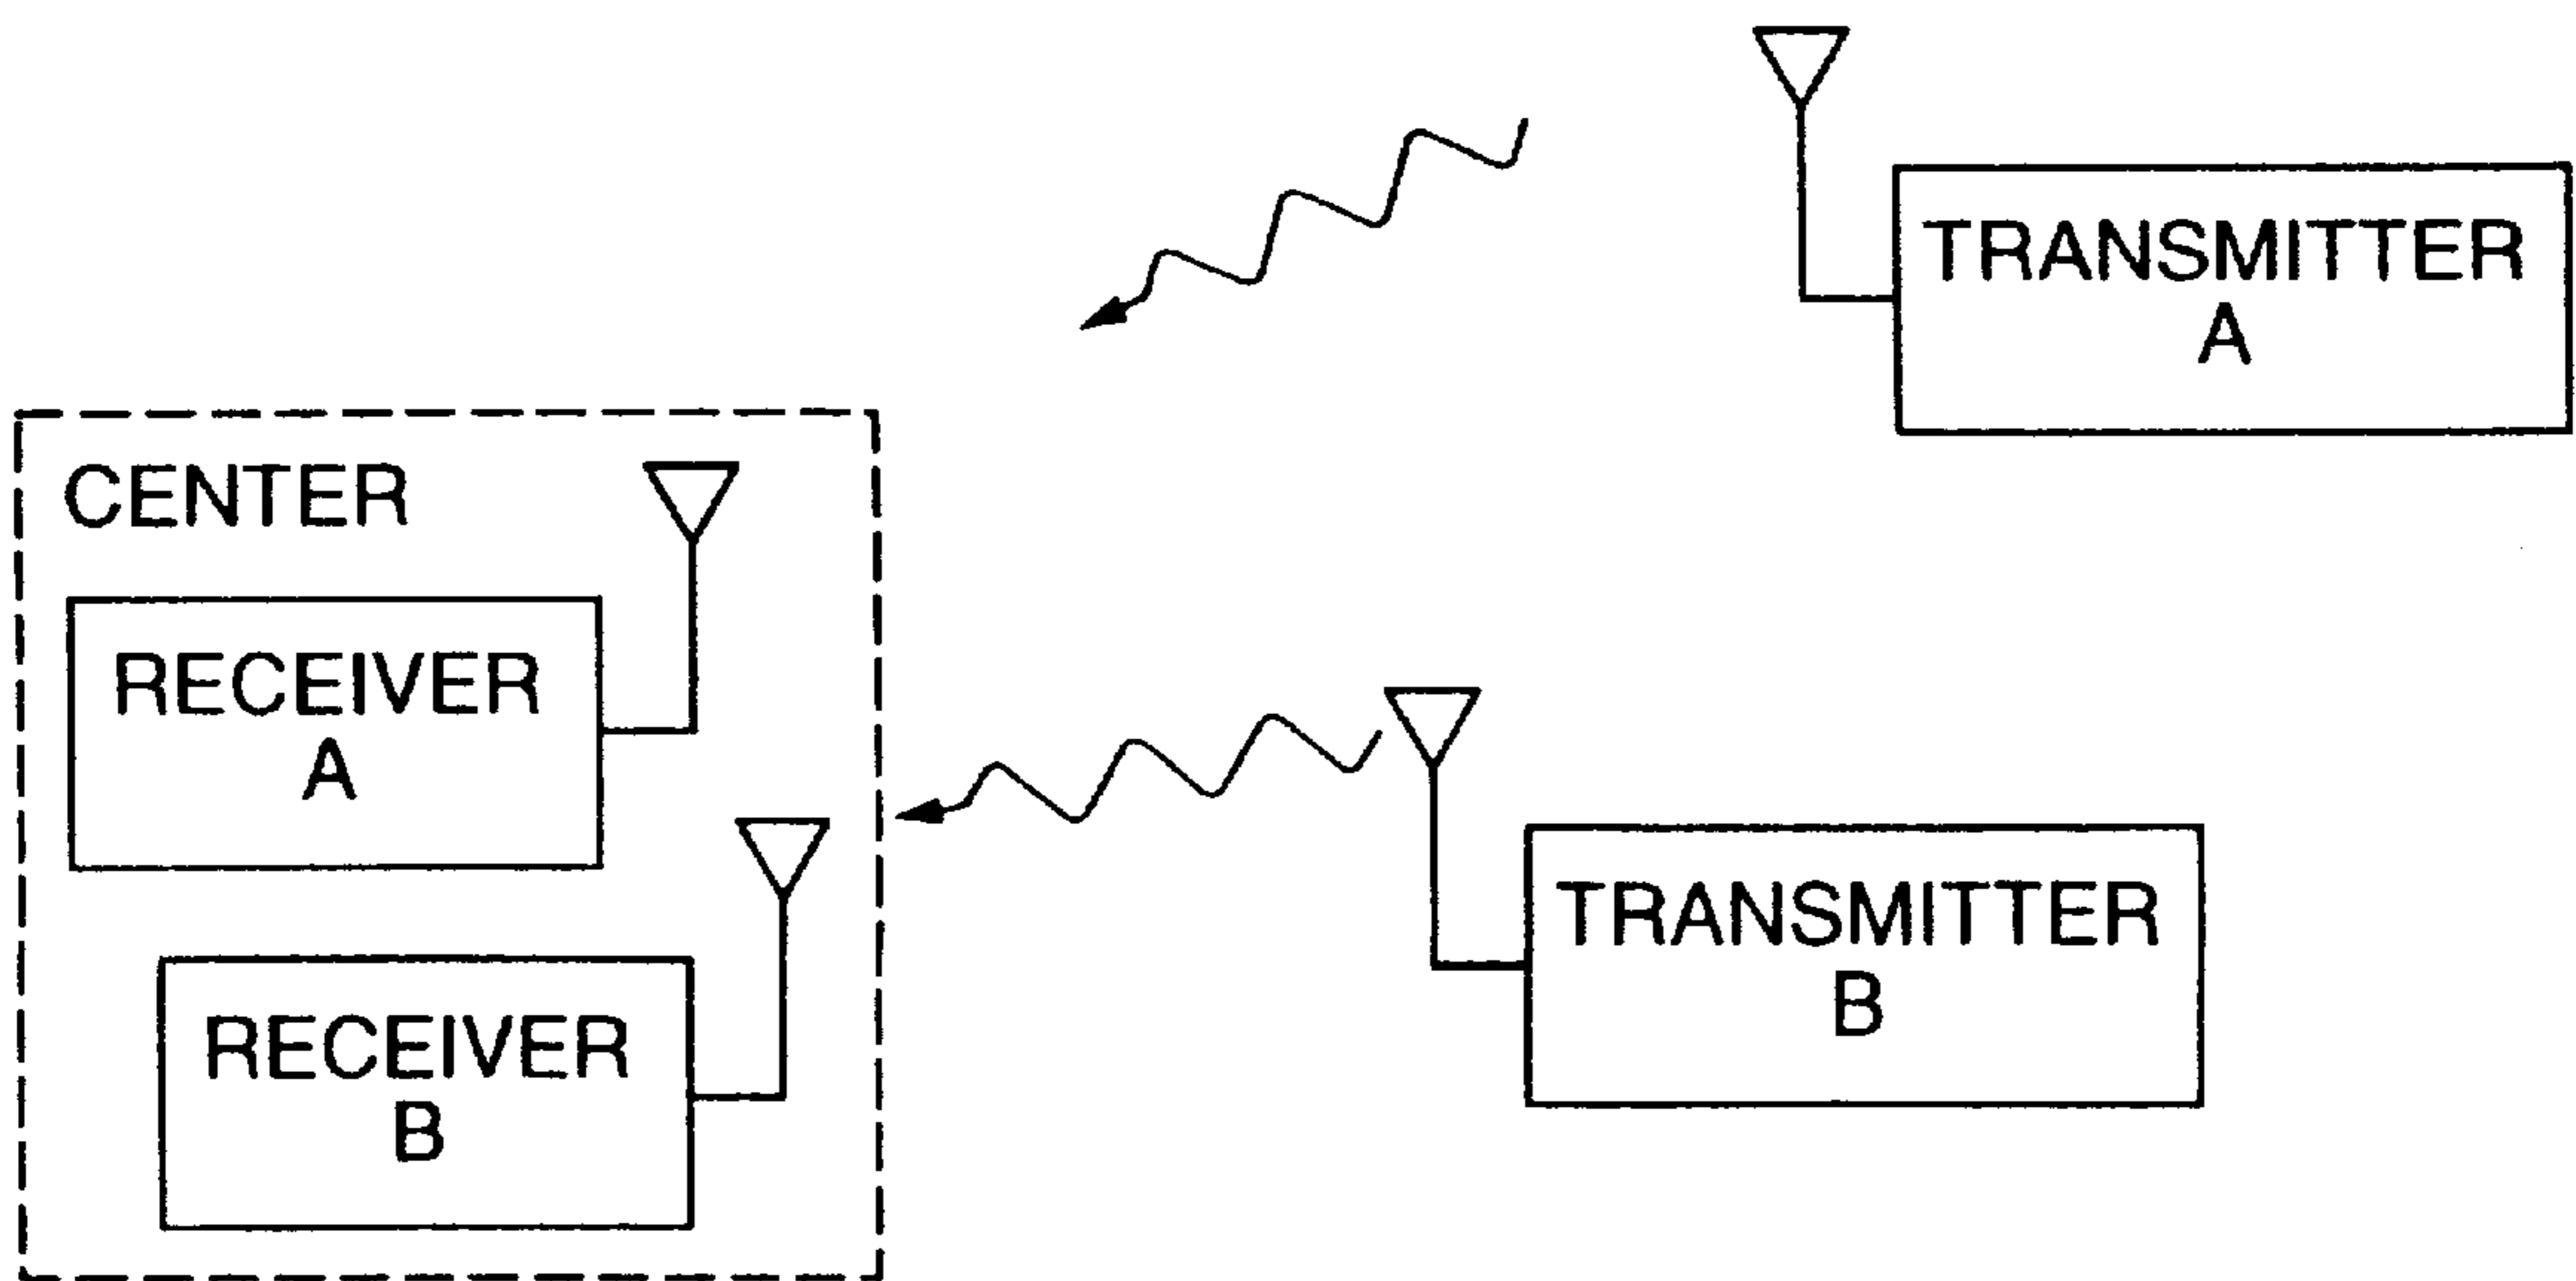 TRANSMITTER
A
CENTER
RECEIVER
A
TRANSMITTER
B
RECEIVER
B